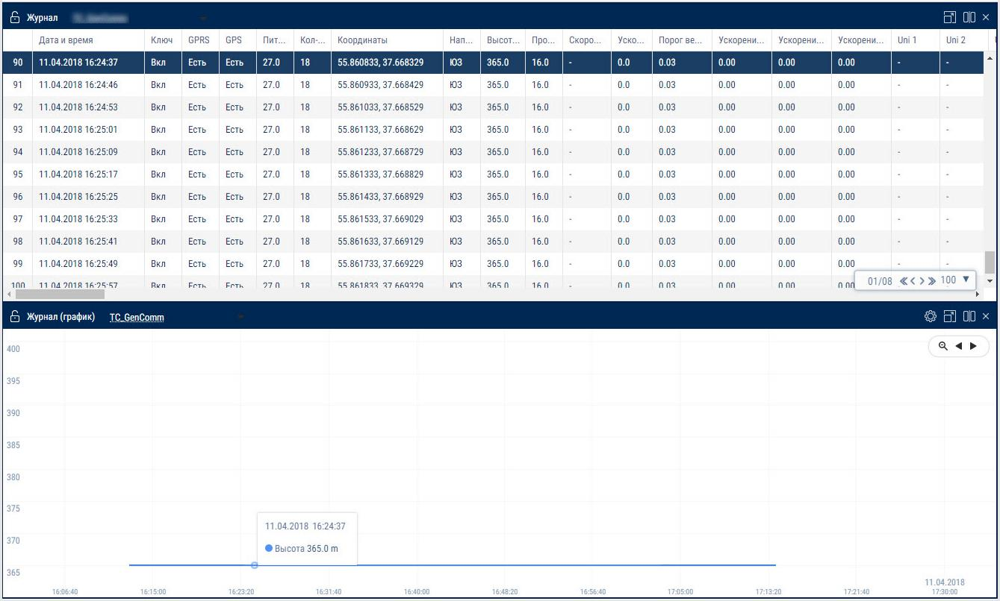 Журнал
Дата и время Ключ GPRS GPS Пит... Кол-... Координаты Нап... Высот... Про... Скоро... Уско... Порог ве... Ускорени... Ускорени... Ускорени... Uni 1 Uni 2
90 11.04.2018 16:24:37 Вкл Есть Есть 27.0 18 55.860833, 37.668329 ЮЗ 365.0 16.0 - 0.0 0.03 0.00 0.00 0.00 - -
91 11.04.2018 16:24:46 Вкл Есть Есть 27.0 18 55.860933, 37.668429 ЮЗ 365.0 16.0 - 0.0 0.03 0.00 0.00 0.00 - -
92 11.04.2018 16:24:53 Вкл Есть Есть 27.0 18 55.861033, 37.668529 ЮЗ 365.0 16.0 - 0.0 0.03 0.00 0.00 0.00 - -
93 11.04.2018 16:25:01 Вкл Есть Есть 27.0 18 55.861133, 37.668629 ЮЗ 365.0 16.0 - 0.0 0.03 0.00 0.00 0.00 - -
94 11.04.2018 16:25:09 Вкл Есть Есть 27.0 18 55.861233, 37.668729 ЮЗ 365.0 16.0 - 0.0 0.03 0.00 0.00 0.00 - -
95 11.04.2018 16:25:17 Вкл Есть Есть 27.0 18 55.861333, 37.668829 ЮЗ 365.0 16.0 - 0.0 0.03 0.00 0.00 0.00 - -
96 11.04.2018 16:25:25 Вкл Есть Есть 27.0 18 55.861433, 37.668929 ЮЗ 365.0 16.0 - 0.0 0.03 0.00 0.00 0.00 - -
97 11.04.2018 16:25:33 Вкл Есть Есть 27.0 18 55.861533, 37.669029 ЮЗ 365.0 16.0 - 0.0 0.03 0.00 0.00 0.00 - -
98 11.04.2018 16:25:41 Вкл Есть Есть 27.0 18 55.861633, 37.669129 ЮЗ 365.0 16.0 - 0.0 0.03 0.00 0.00 0.00 - -
99 11.04.2018 16:25:49 Вкл Есть Есть 27.0 18 55.861733, 37.669229 ЮЗ 365.0 16.0 - 0.0 0.03 0.00 0.00 0.00 - -
100 11.04.2018 16:25:57 Вкл Есть Есть 27.0 18 55.861833, 37.669329 ЮЗ 365.0 16.0 - 0.0 0.03 0.00 0.00 0.00
01/08 100
Журнал (график) TC_GenComm
400
395
390
385
380
375
370
365
11.04.2018 16:24:37
Высота 365.0 m
11.04.2018
16:06:40 16:15:00 16:23:20 16:31:40 16:40:00 16:48:20 16:56:40 17:05:00 17:13:20 17:21:40 17:30:00